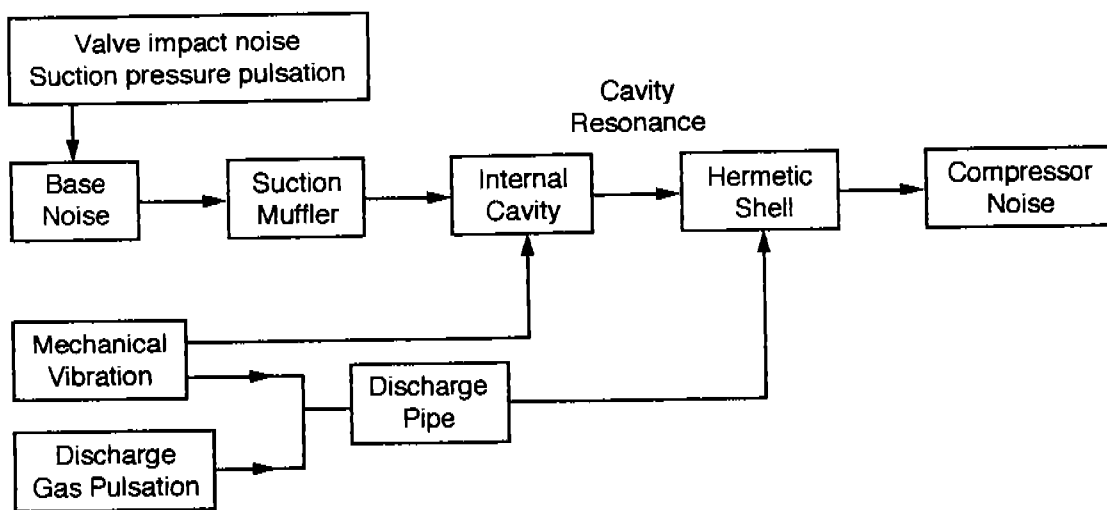 Valve impact noise
Suction pressure pulsation
Cavity
Resonance
Base
Noise
Suction
Muffler
Internal
Cavity
Hermetic
Shell
Compressor
Noise
Mechanical
Vibration
Discharge
Pipe
Discharge
Gas Pulsation